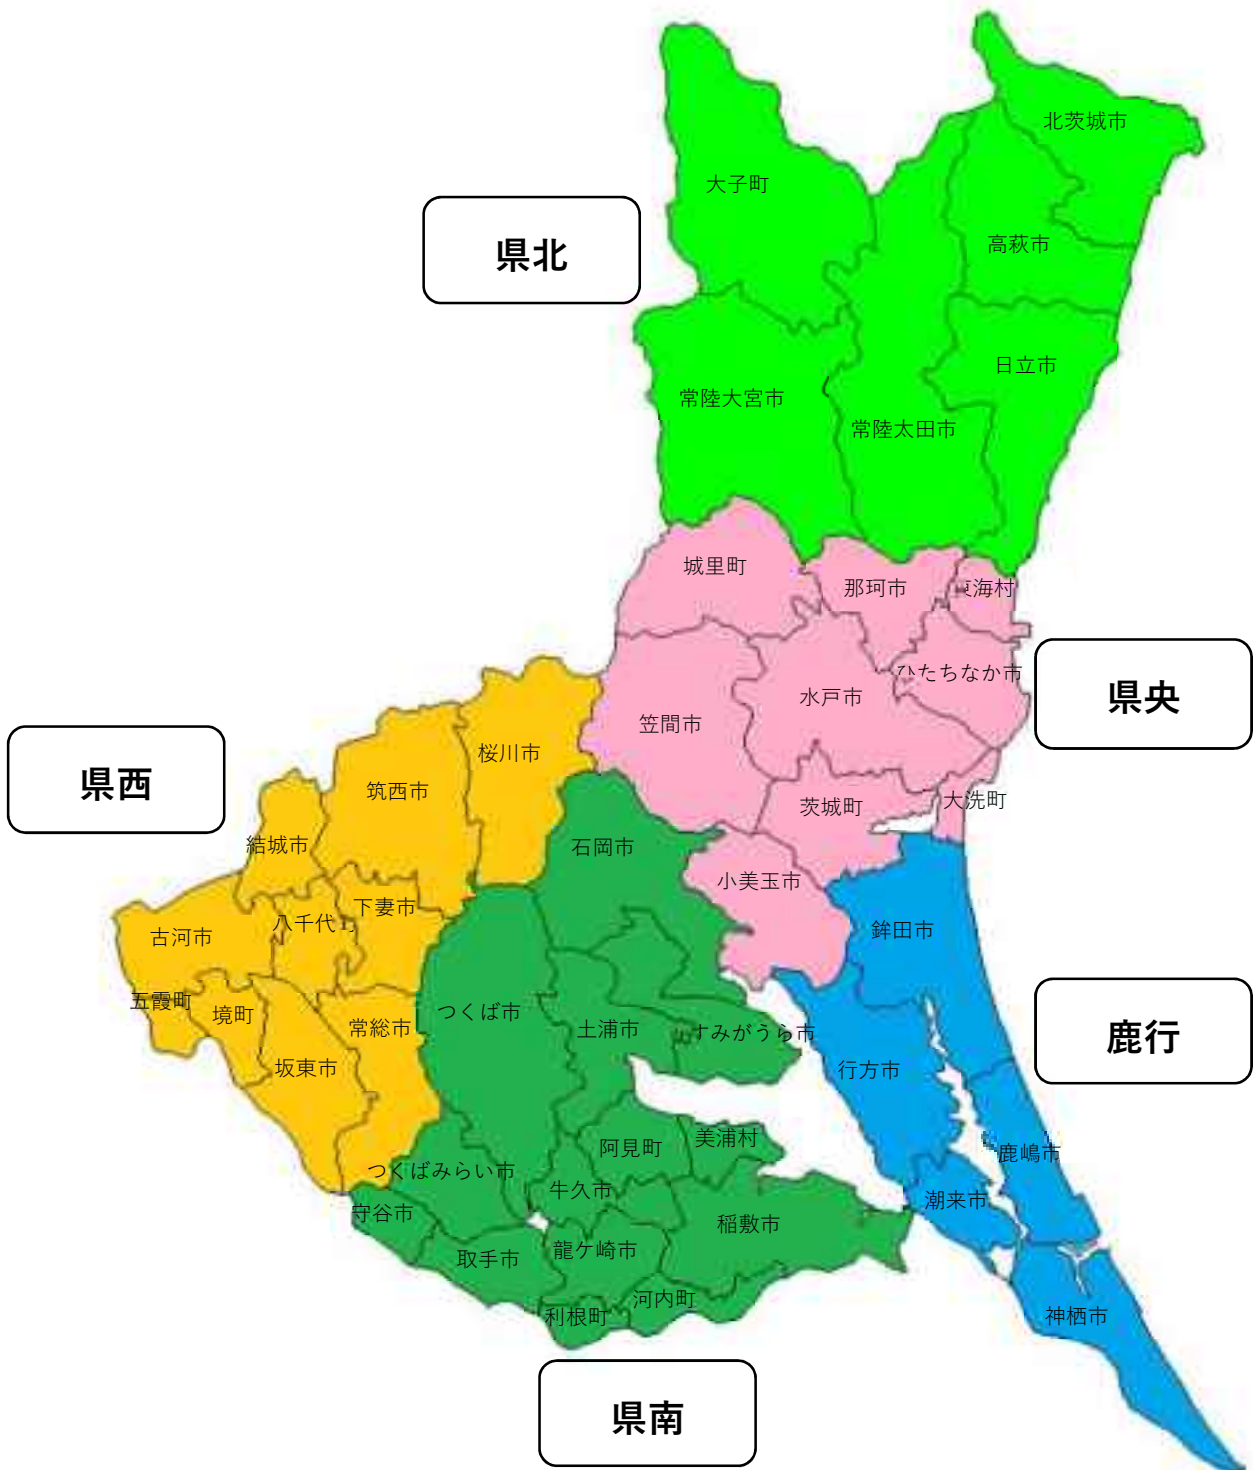 北茨城市
大子町
高萩市
県北
日立市
常陸大宮市
常陸太田市
城里町
那珂市
海村
ひたちなか市
県央
水戸市
笠間市
桜川市
県西
筑西市
茨城町
大洗町
結城市
石岡市
小美玉市
八千代
下妻市
古河市
鉾田市
五霞町
境町
常総市
つくば市
土浦市
すみがうら市
鹿行
坂東市
行方市
阿見町
美浦村
鹿嶋市
つくばみらい市
牛久市
潮来市
守谷市
稲敷市
取手市
龍ケ崎市
河内町
利根町
神栖市
県南